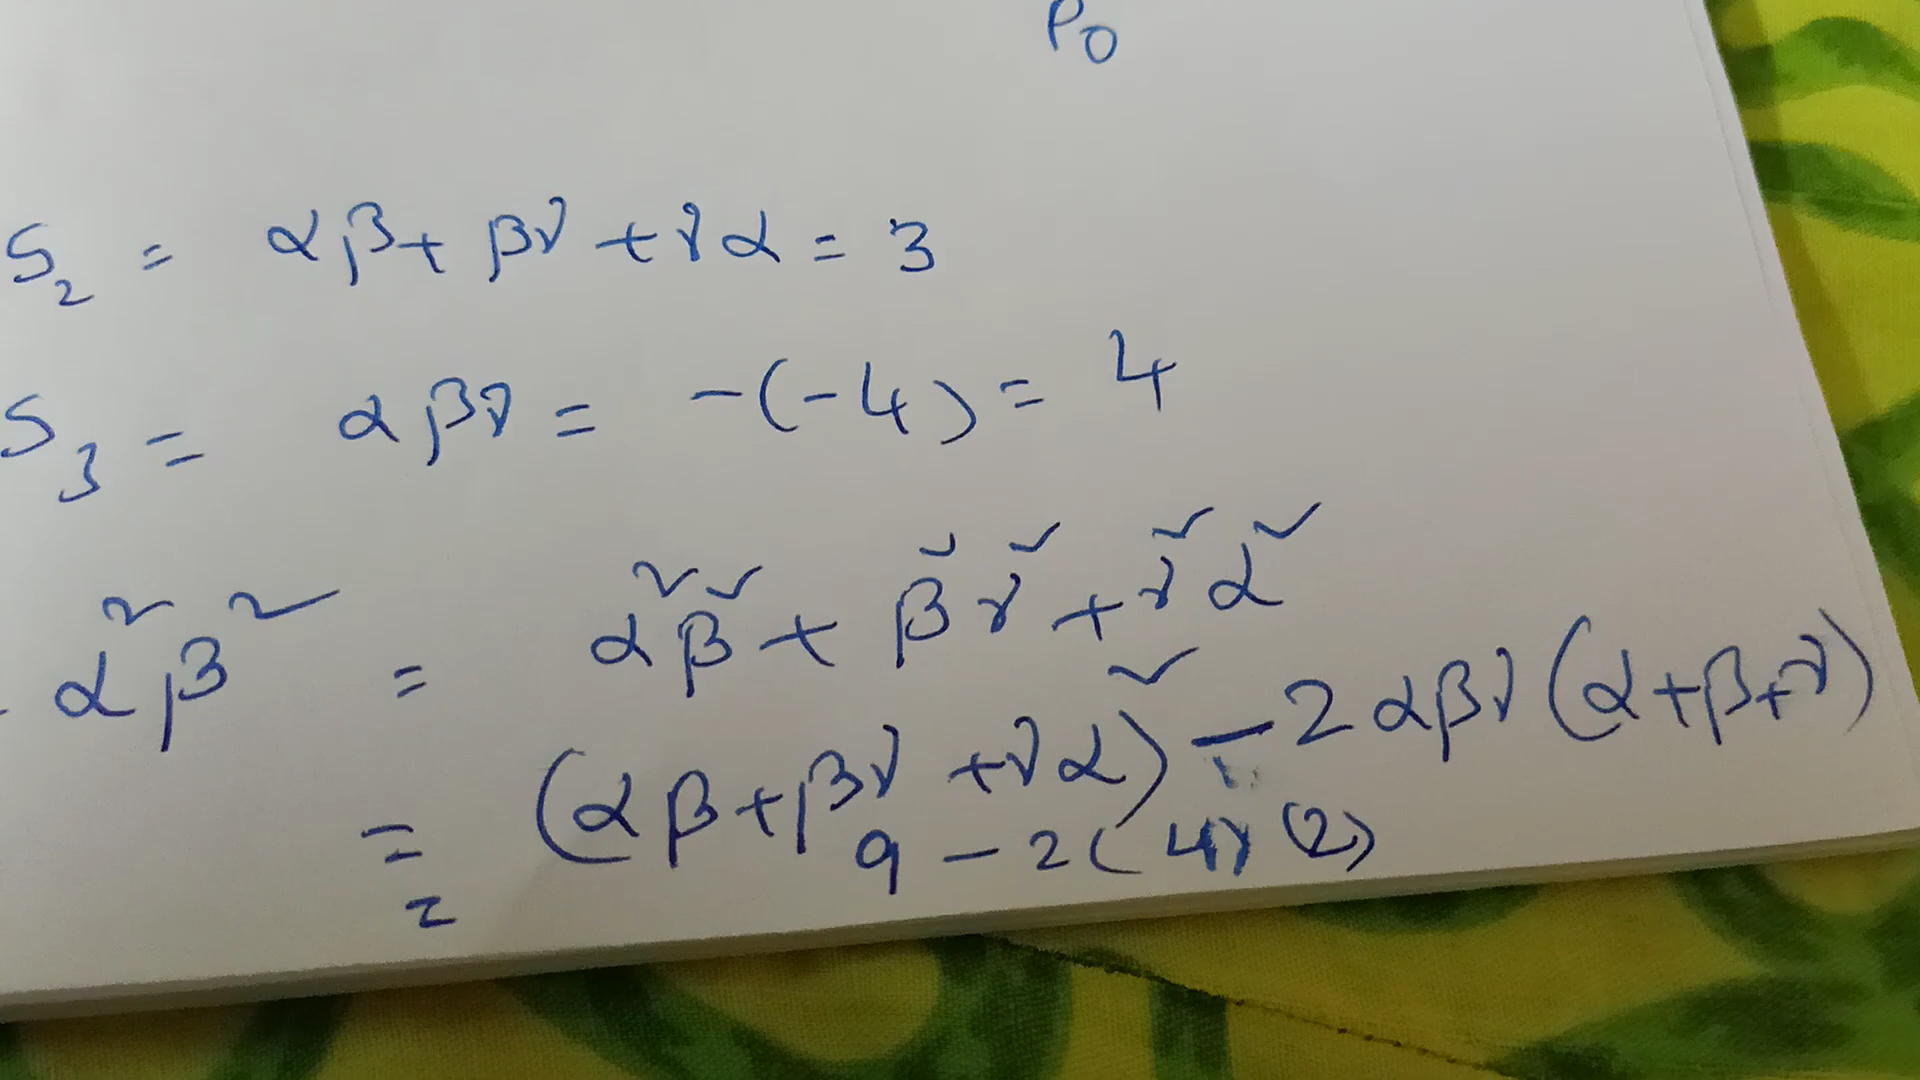 P₀
S₂ = αβ + βγ + γα = 3
S₃ = αβγ = -(-4) = 4
α²β² = α²β² + β²γ² + γ²α²
= (αβ + βγ + γα)² - 2αβγ(α+β+γ)
= 9 - 2(4)(2)